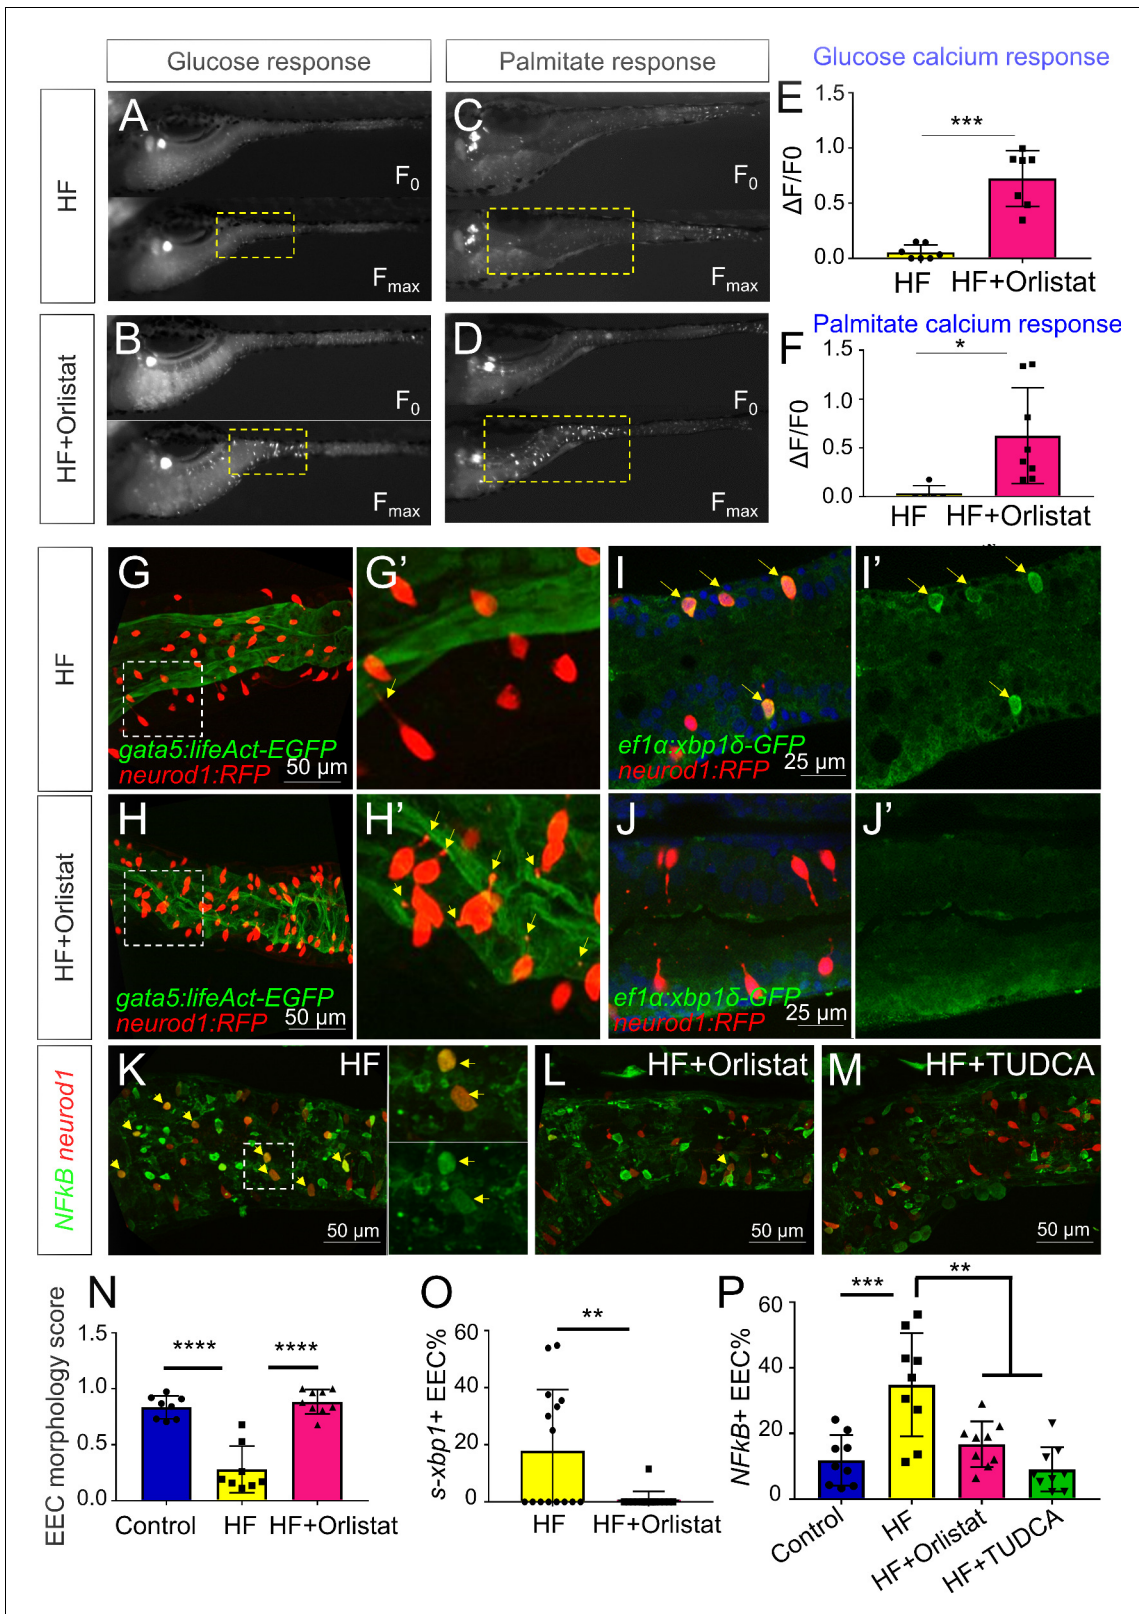 Glucose response
Palmitate response
HF
A
F0
Fmax
C
F0
Fmax
HF+Orlistat
B
F0
Fmax
D
F0
Fmax
Glucose calcium response
E
***
ΔF/F0
1.5
1.0
0.5
0.0
HF
HF+Orlistat
Palmitate calcium response
F
*
ΔF/F0
1.5
1.0
0.5
0.0
HF
HF+Orlistat
HF
G
gata5:lifeAct-EGFP
neurod1:RFP
50 µm
G'
I
ef1α:xbp1δ-GFP
neurod1:RFP
25 µm
I'
HF+Orlistat
H
gata5:lifeAct-EGFP
neurod1:RFP
50 µm
H'
J
ef1α:xbp1δ-GFP
neurod1:RFP
25 µm
J'
NFkB neurod1
K
HF
50 µm
L
HF+Orlistat
50 µm
M
HF+TUDCA
50 µm
N
EEC morphology score
1.5
1.0
0.5
0.0
****
****
Control
HF
HF+Orlistat
O
s-xbp1+ EEC%
60
40
20
0
**
HF
HF+Orlistat
P
NFkB+ EEC%
60
40
20
0
***
**
Control
HF
HF+Orlistat
HF+TUDCA